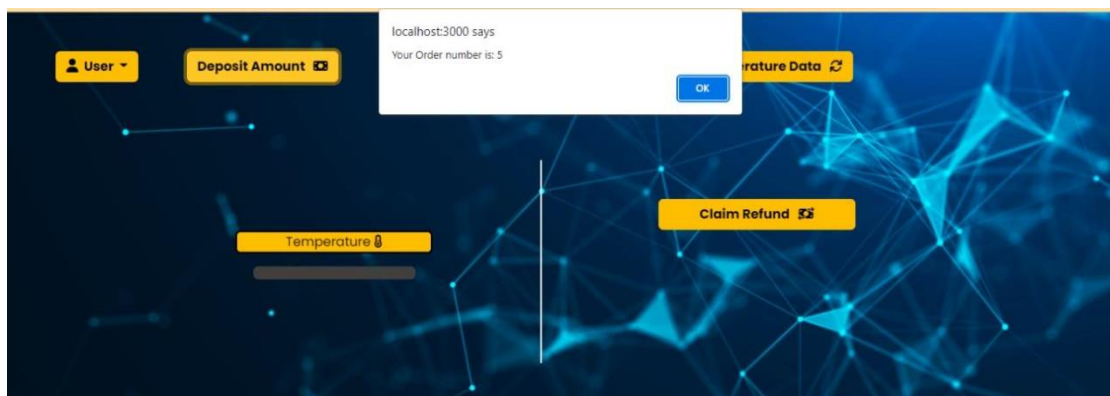 localhost:3000 says
Your Order number is: 5
OK
User
Deposit Amount
erature Data
Claim Refund
Temperature